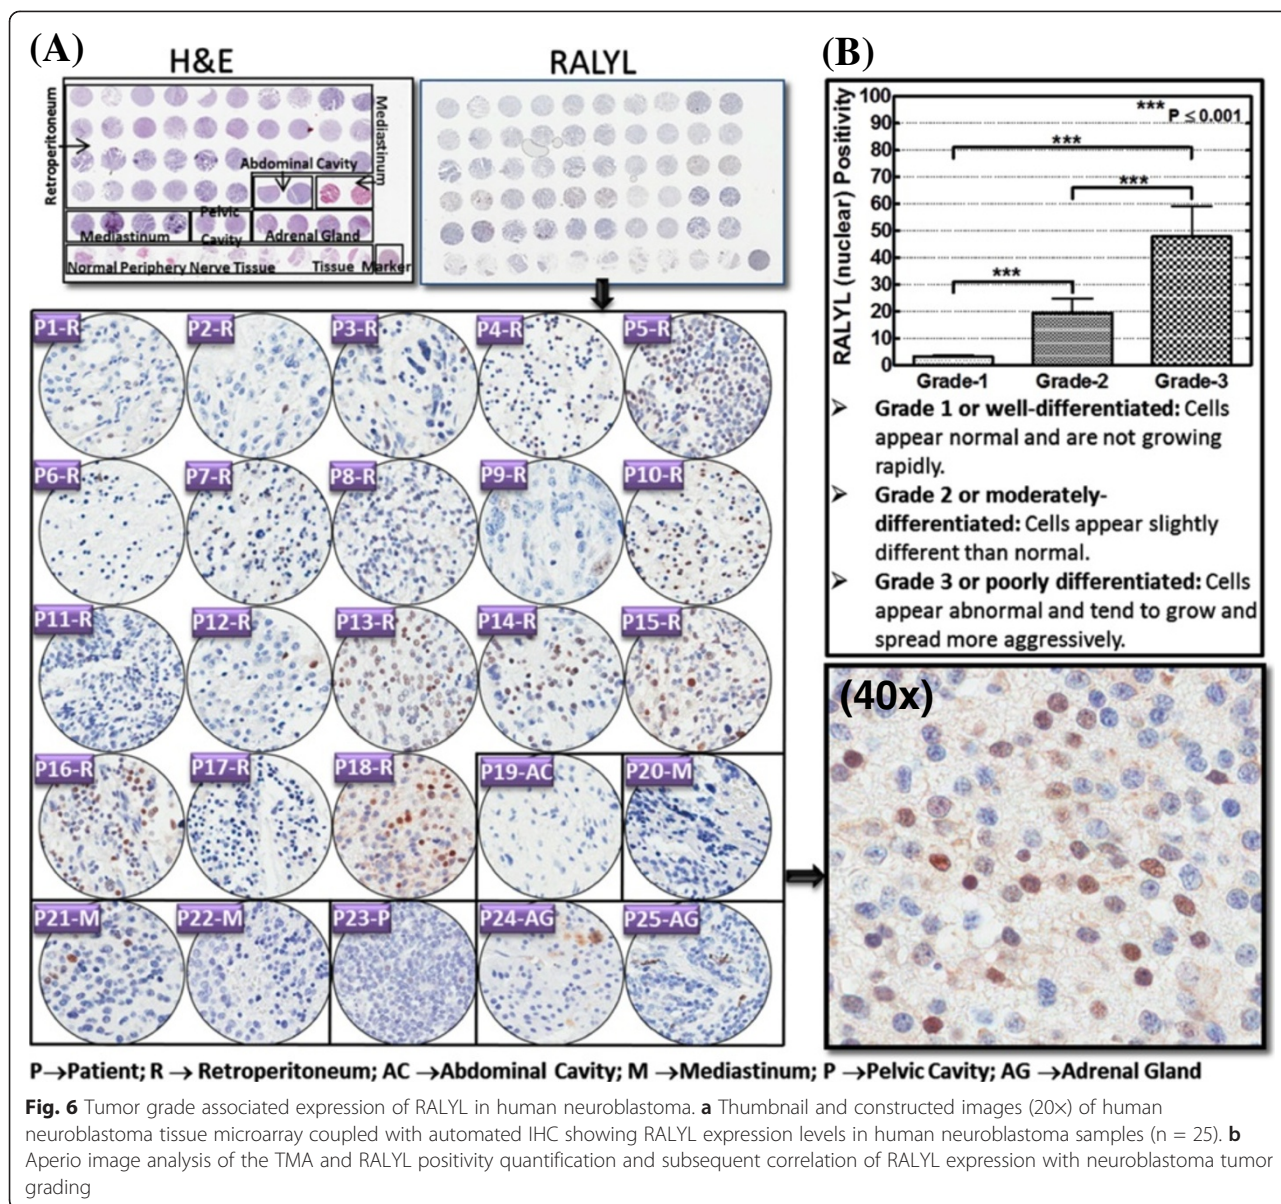 (A)
H&E
RALYL
Retroperitoneum
Mediastinum
Abdominal Cavity
Pelvic
Cavity
Mediastinum
Adrenal Gland
Normal Periphery Nerve Tissue
Tissue Marker
P1-R P2-R P3-R P4-R P5-R
P6-R P7-R P8-R P9-R P10-R
P11-R P12-R P13-R P14-R P15-R
P16-R P17-R P18-R P19-AC P20-M
P21-M P22-M P23-P P24-AG P25-AG
(B)
RALYL (nuclear) Positivity
100
90
80
70
60
50
40
30
20
10
0
*** P ≤ 0.001
***
***
***
Grade-1 Grade-2 Grade-3
➢ Grade 1 or well-differentiated: Cells
appear normal and are not growing
rapidly.
➢ Grade 2 or moderately-
differentiated: Cells appear slightly
different than normal.
➢ Grade 3 or poorly differentiated: Cells
appear abnormal and tend to grow and
spread more aggressively.
(40x)
P→Patient; R → Retroperitoneum; AC →Abdominal Cavity; M →Mediastinum; P →Pelvic Cavity; AG →Adrenal Gland
Fig. 6 Tumor grade associated expression of RALYL in human neuroblastoma. a Thumbnail and constructed images (20×) of human
neuroblastoma tissue microarray coupled with automated IHC showing RALYL expression levels in human neuroblastoma samples (n = 25). b
Aperio image analysis of the TMA and RALYL positivity quantification and subsequent correlation of RALYL expression with neuroblastoma tumor
grading